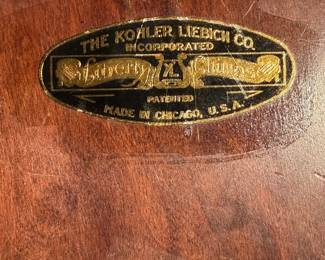 THE KOHLER LIEBICH CO.
INCORPORATED
Liberty Chimes
PATENTED
MADE IN CHICAGO, U.S.A.